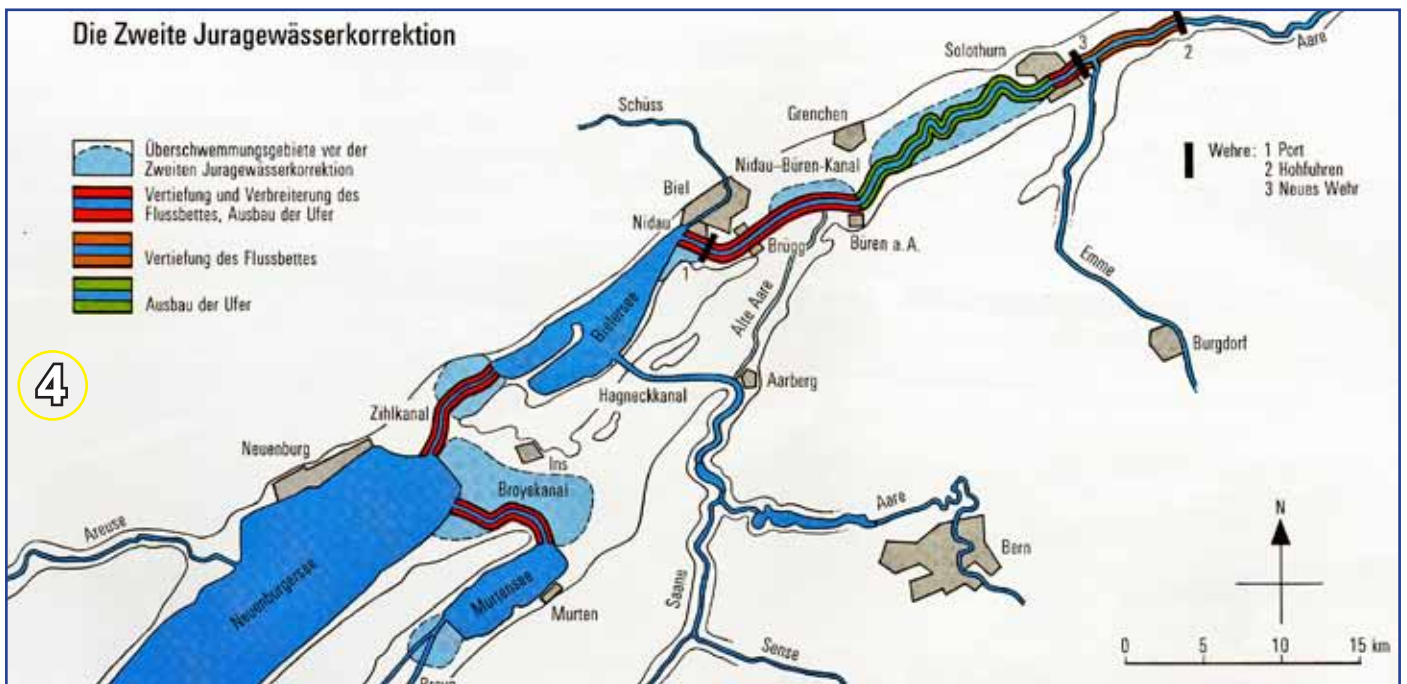 Die Zweite Juragewässerkorrektion
Überschwemmungsgebiete vor der
Zweiten Juragewässerkorrektion
Vertiefung und Verbreiterung des
Flussbettes, Ausbau der Ufer
Vertiefung des Flussbettes
Ausbau der Ufer
4
Schüss
Biel
Nidau
1
Nidau–Büren-Kanal
Grenchen
Solothurn
3
2
Aare
Wehre: 1 Port
2 Hohfuhren
3 Neues Wehr
Brügg
Büren a.A.
Alte Aare
Emme
Burgdorf
Bielersee
Aarberg
Hagneckkanal
Zihlkanal
Neuenburg
Ins
Broyekanal
Areuse
Neuenburgersee
Murtensee
Murten
Saane
Sense
Aare
Bern
N
0 5 10 15 km